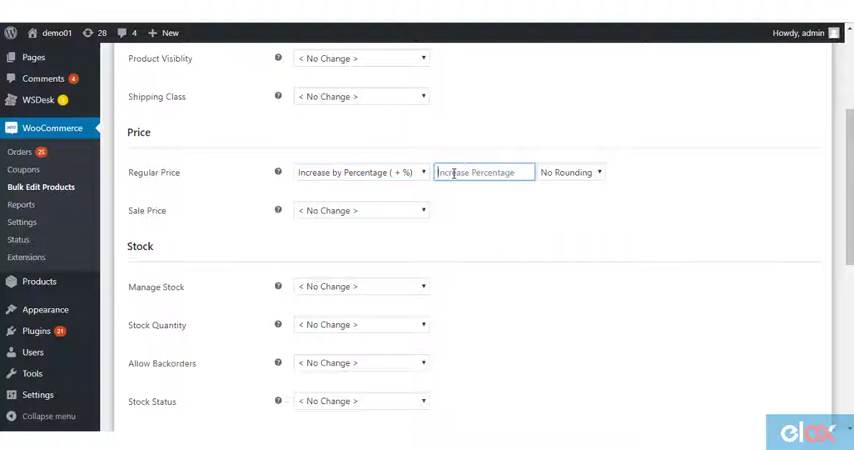 demo01 28 4 + New Howdy, admin
Pages
Comments 4
WSDesk 1
WooCommerce
Orders 25
Coupons
Bulk Edit Products
Reports
Settings
Status
Extensions
Products
Appearance
Plugins 21
Users
Tools
Settings
Collapse menu
Product Visiblity < No Change >
Shipping Class < No Change >
Price
Regular Price Increase by Percentage ( + %) Increase Percentage No Rounding
Sale Price < No Change >
Stock
Manage Stock < No Change >
Stock Quantity < No Change >
Allow Backorders < No Change >
Stock Status < No Change >
elax